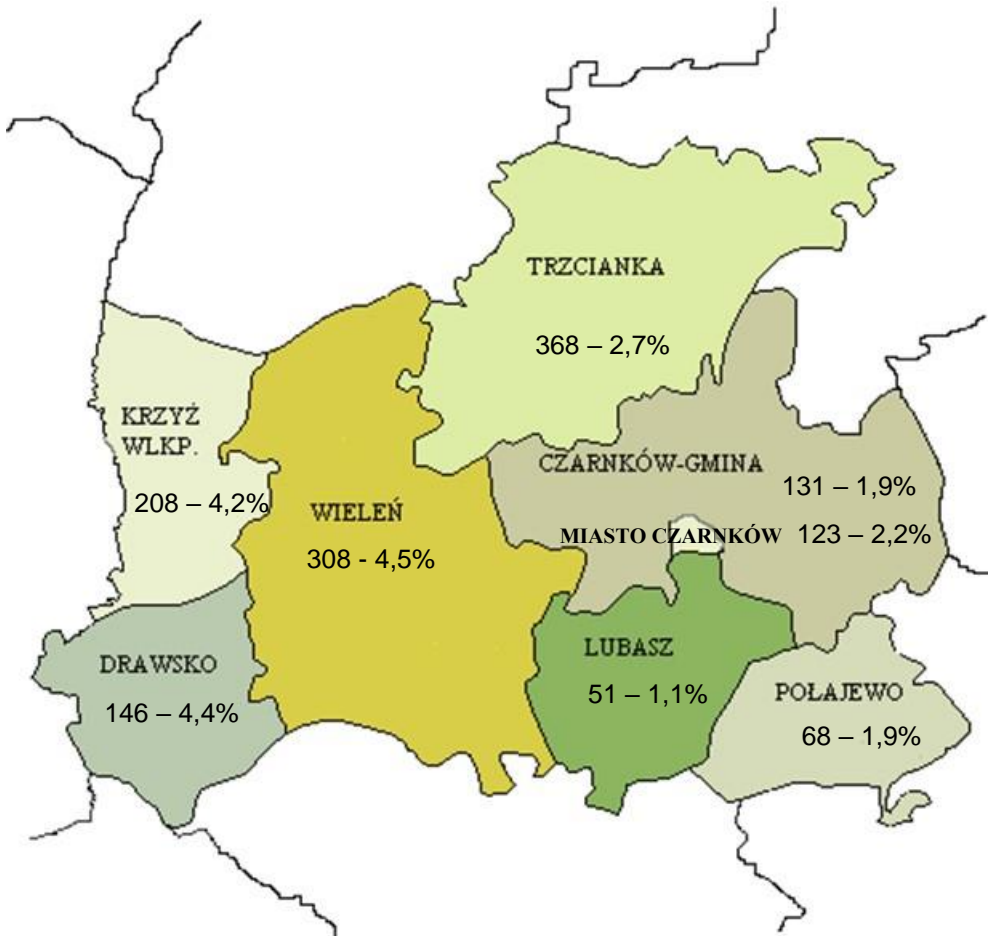 TRZCIANKA
368 – 2,7%
KRZYŻ
WLKP.
208 – 4,2%
WIELEŃ
308 - 4,5%
CZARNKÓW-GMINA
131 – 1,9%
MIASTO CZARNKÓW 123 – 2,2%
DRAWSKO
146 – 4,4%
LUBASZ
51 – 1,1%
POŁAJEWO
68 – 1,9%